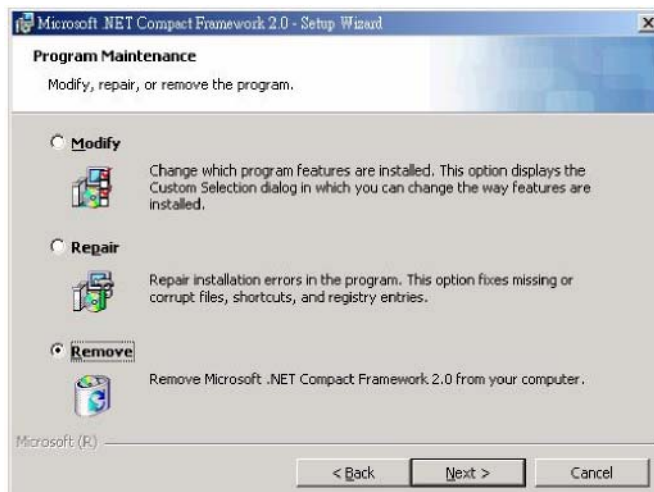 Microsoft .NET Compact Framework 2.0 - Setup Wizard
Program Maintenance
Modify, repair, or remove the program.
Modify
Change which program features are installed. This option displays the
Custom Selection dialog in which you can change the way features are
installed.
Repair
Repair installation errors in the program. This option fixes missing or
corrupt files, shortcuts, and registry entries.
Remove
Remove Microsoft .NET Compact Framework 2.0 from your computer.
Microsoft (R)
< Back
Next >
Cancel